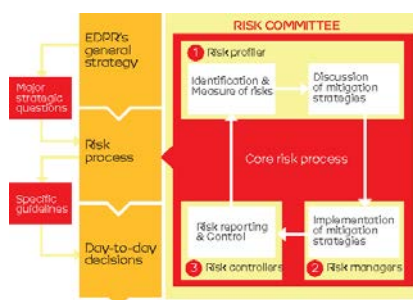 RISK COMMITTEE
EDPR's
general
strategy
Major
strategic
questions
Risk
process
Specific
guidelines
Day-to-day
decisions
1 Risk profiler
Identification &
Measure of risks
Discussion
of mitigation
strategies
Core risk process
Risk reporting
& Control
Implementation
of mitigation
strategies
3 Risk controllers
2 Risk managers